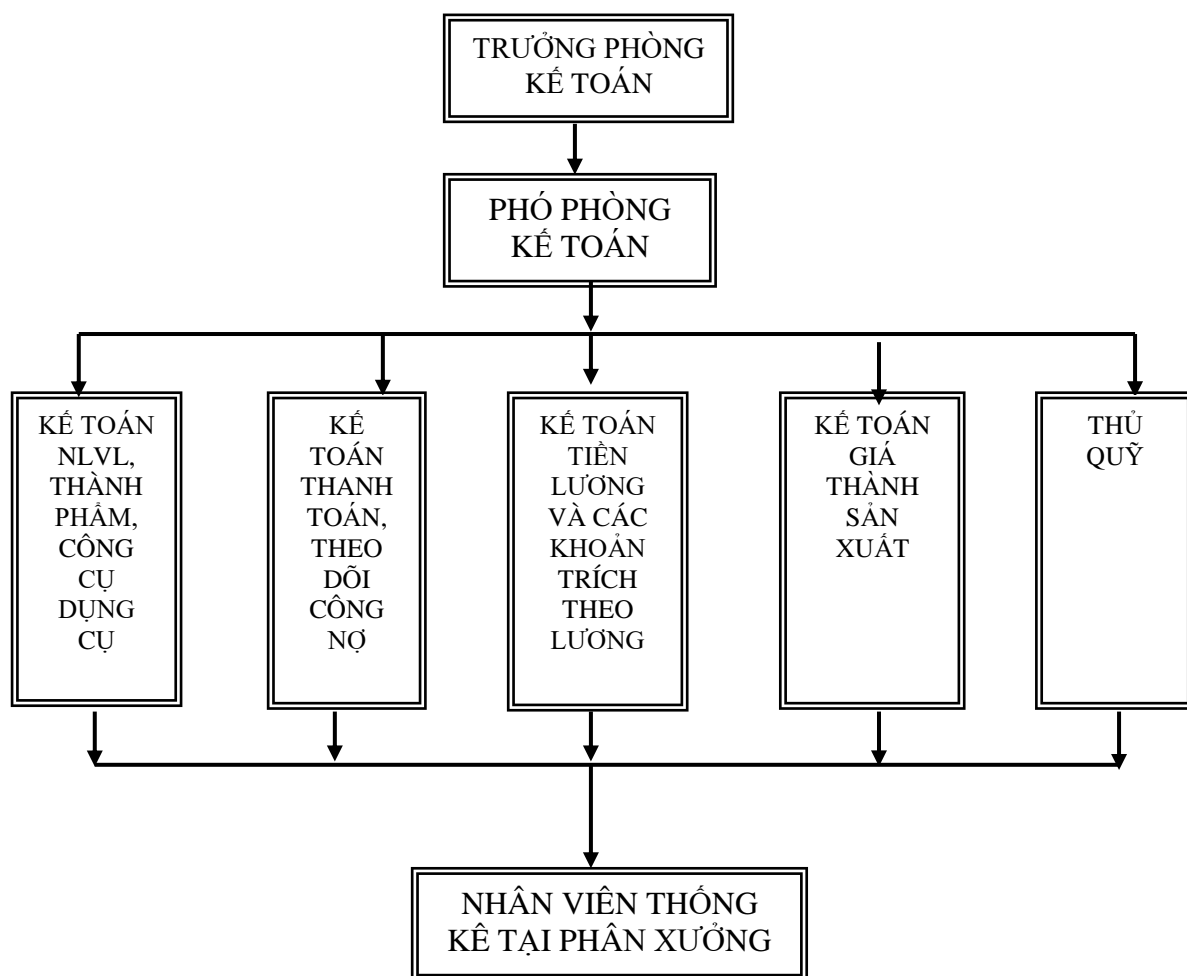 TRƯỞNG PHÒNG
KẾ TOÁN
PHÓ PHÒNG
KẾ TOÁN
KẾ TOÁN
NLVL,
THÀNH
PHẨM,
CÔNG
CỤ
DỤNG
CỤ
KẾ
TOÁN
THANH
TOÁN,
THEO
DÕI
CÔNG
NỢ
KẾ TOÁN
TIỀN
LƯƠNG
VÀ CÁC
KHOẢN
TRÍCH
THEO
LƯƠNG
KẾ TOÁN
GIÁ
THÀNH
SẢN
XUẤT
THỦ
QUỸ
NHÂN VIÊN THỐNG
KÊ TẠI PHÂN XƯỞNG